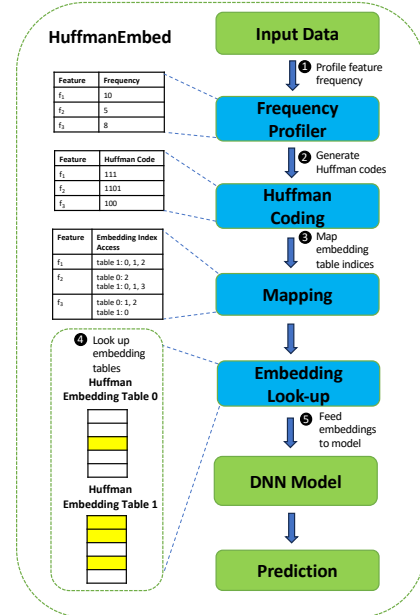 HuffmanEmbed
Input Data
❶ Profile feature
frequency
Feature Frequency
f₁ 10
f₂ 5
f₃ 8
Frequency
Profiler
❷ Generate
Huffman codes
Feature Huffman Code
f₁ 111
f₂ 1101
f₃ 100
Huffman
Coding
❸ Map
embedding
table indices
Feature Embedding Index
Access
f₁ table 1: 0, 1, 2
f₂ table 0: 2
table 1: 0, 1, 3
f₃ table 0: 1, 2
table 1: 0
Mapping
❹ Look up
embedding
tables
Huffman
Embedding Table 0
Embedding
Look-up
❺ Feed
embeddings
to model
DNN Model
Huffman
Embedding Table 1
Prediction